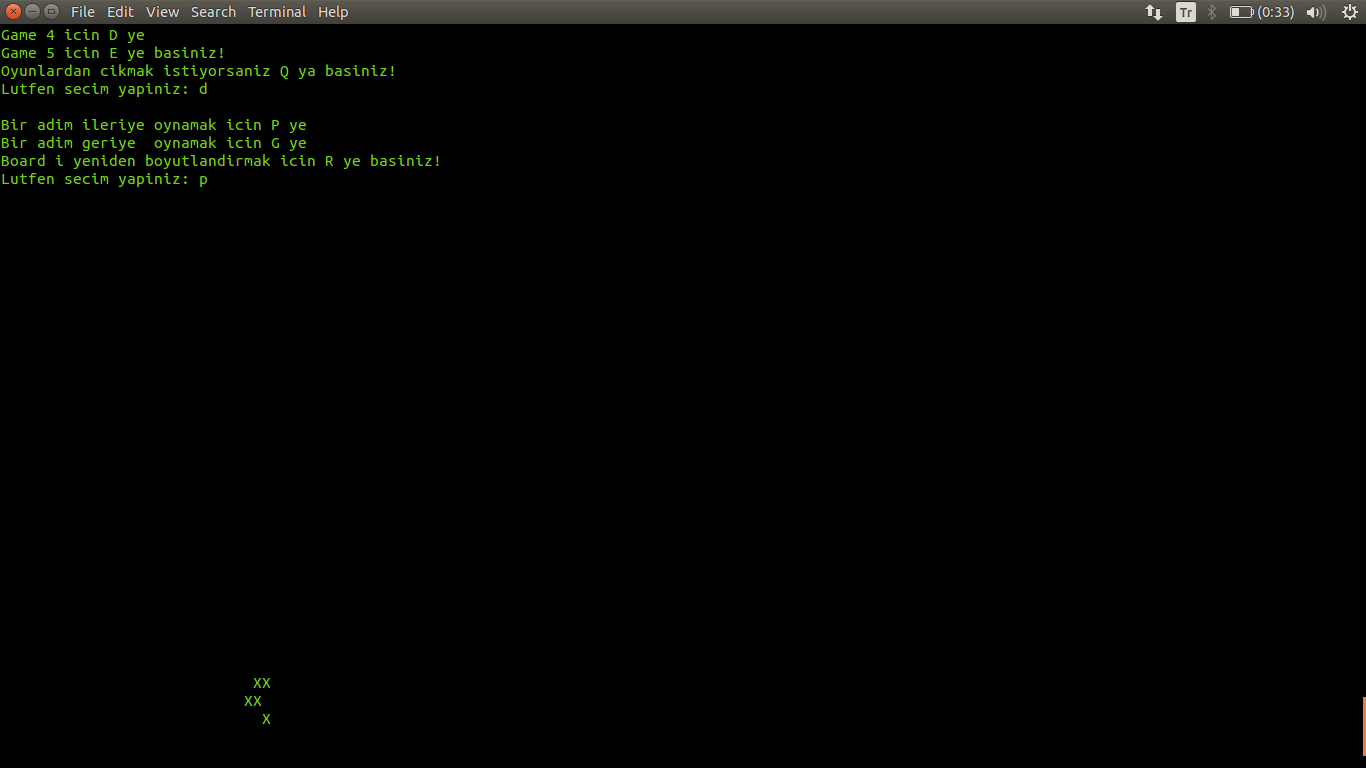 File Edit View Search Terminal Help Tr (0:33)
Game 4 icin D ye
Game 5 icin E ye basiniz!
Oyunlardan cikmak istiyorsaniz Q ya basiniz!
Lutfen secim yapiniz: d
Bir adim ileriye oynamak icin P ye
Bir adim geriye  oynamak icin G ye
Board i yeniden boyutlandirmak icin R ye basiniz!
Lutfen secim yapiniz: p
XX
XX
X